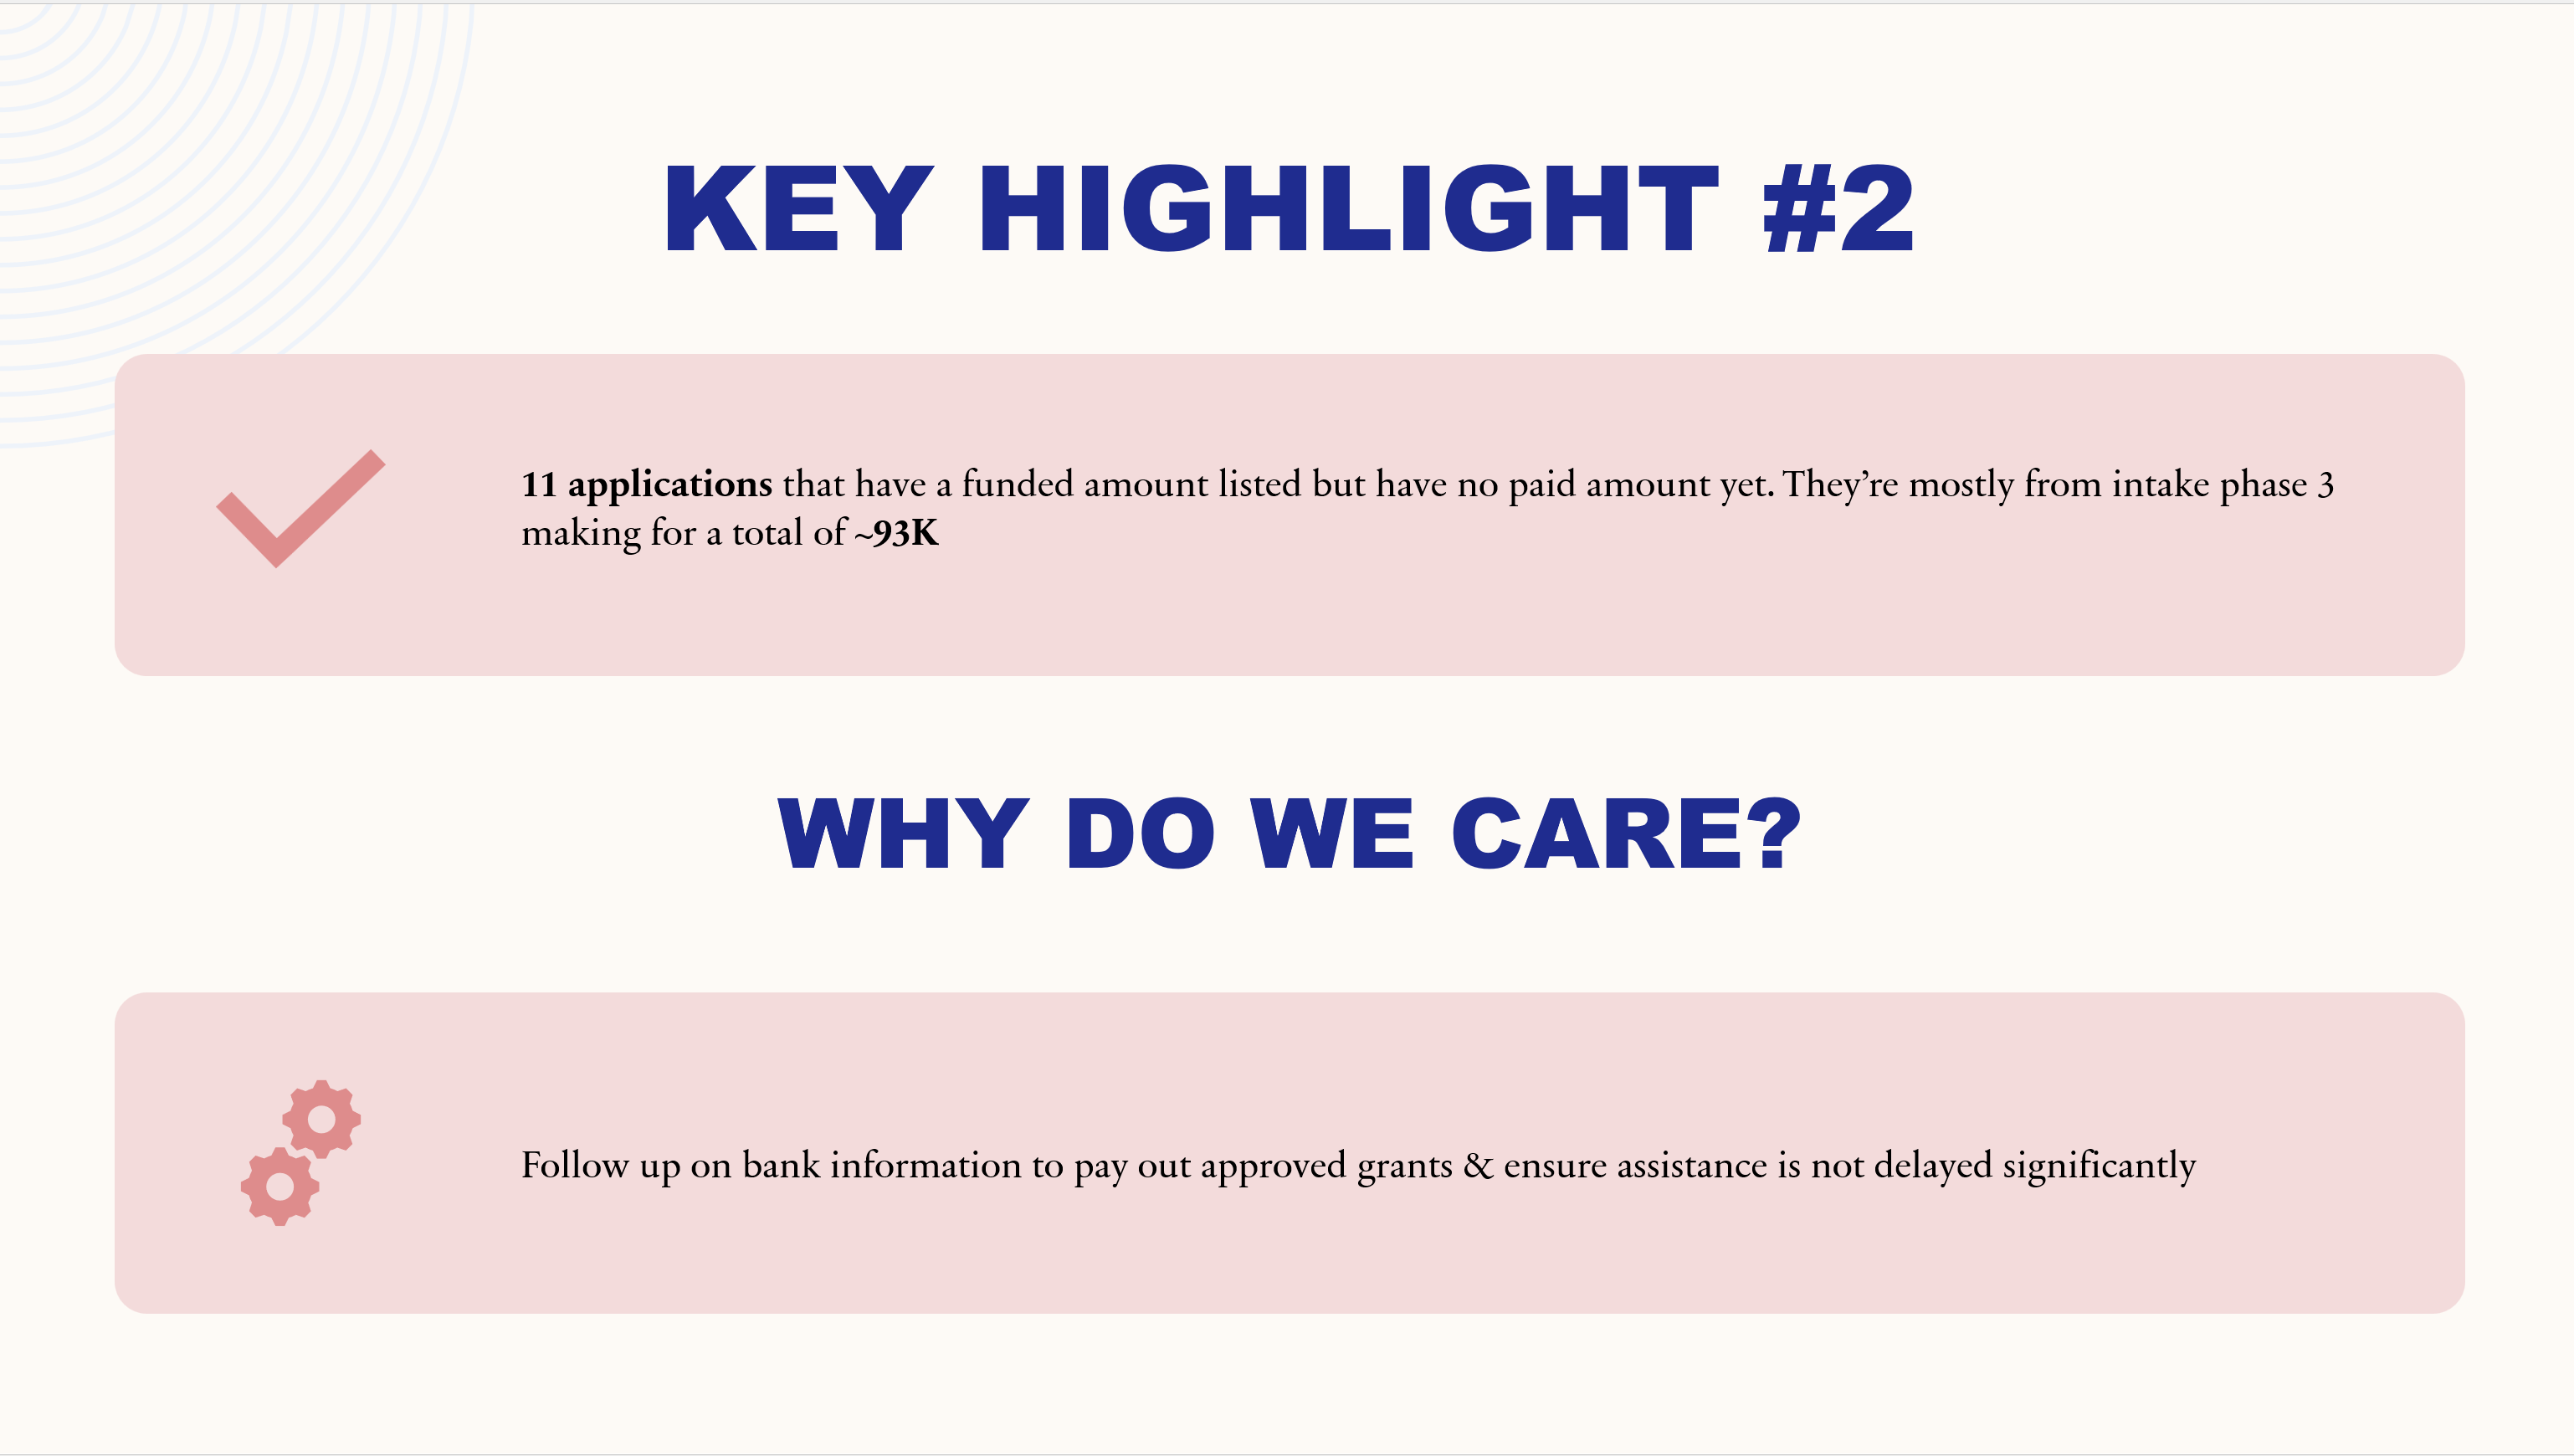 KEY HIGHLIGHT #2
11 applications that have a funded amount listed but have no paid amount yet. They’re mostly from intake phase 3
making for a total of ~93K
WHY DO WE CARE?
Follow up on bank information to pay out approved grants & ensure assistance is not delayed significantly